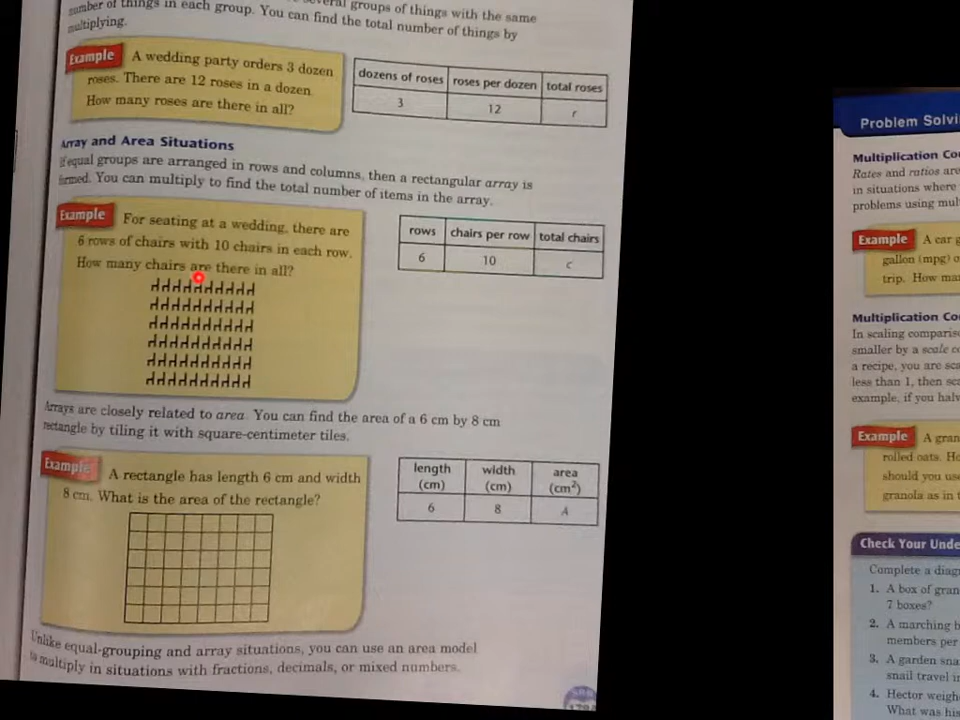 number of things in each group. You can find the total number of things by
multiplying.
several groups of things with the same
Example A wedding party orders 3 dozen
roses. There are 12 roses in a dozen
How many roses are there in all?
dozens of roses roses per dozen total roses
3 12 r
Array and Area Situations
If equal groups are arranged in rows and columns, then a rectangular array is
formed. You can multiply to find the total number of items in the array.
Example For seating at a wedding, there are
6 rows of chairs with 10 chairs in each row.
How many chairs are there in all?
rows chairs per row total chairs
6 10 c
Arrays are closely related to area. You can find the area of a 6 cm by 8 cm
rectangle by tiling it with square-centimeter tiles.
Example A rectangle has length 6 cm and width
8 cm. What is the area of the rectangle?
length (cm) width (cm) area (cm²)
6 8 A
Unlike equal-grouping and array situations, you can use an area model
to multiply in situations with fractions, decimals, or mixed numbers.
SRB
Problem Solvi
Multiplication Co
Rates and ratios are
in situations where
problems using mul
Example A car g
gallon (mpg) o
trip. How ma
Multiplication Co
In scaling comparis
smaller by a scale
a recipe, you are sca
less than 1, then sc
example, if you halv
Example A gran
rolled oats. Ho
should you use
granola as in t
Check Your Unde
Complete a diag
1. A box of gran
7 boxes?
2. A marching b
members per
3. A garden sna
snail travel i
4. Hector weigh
What was his